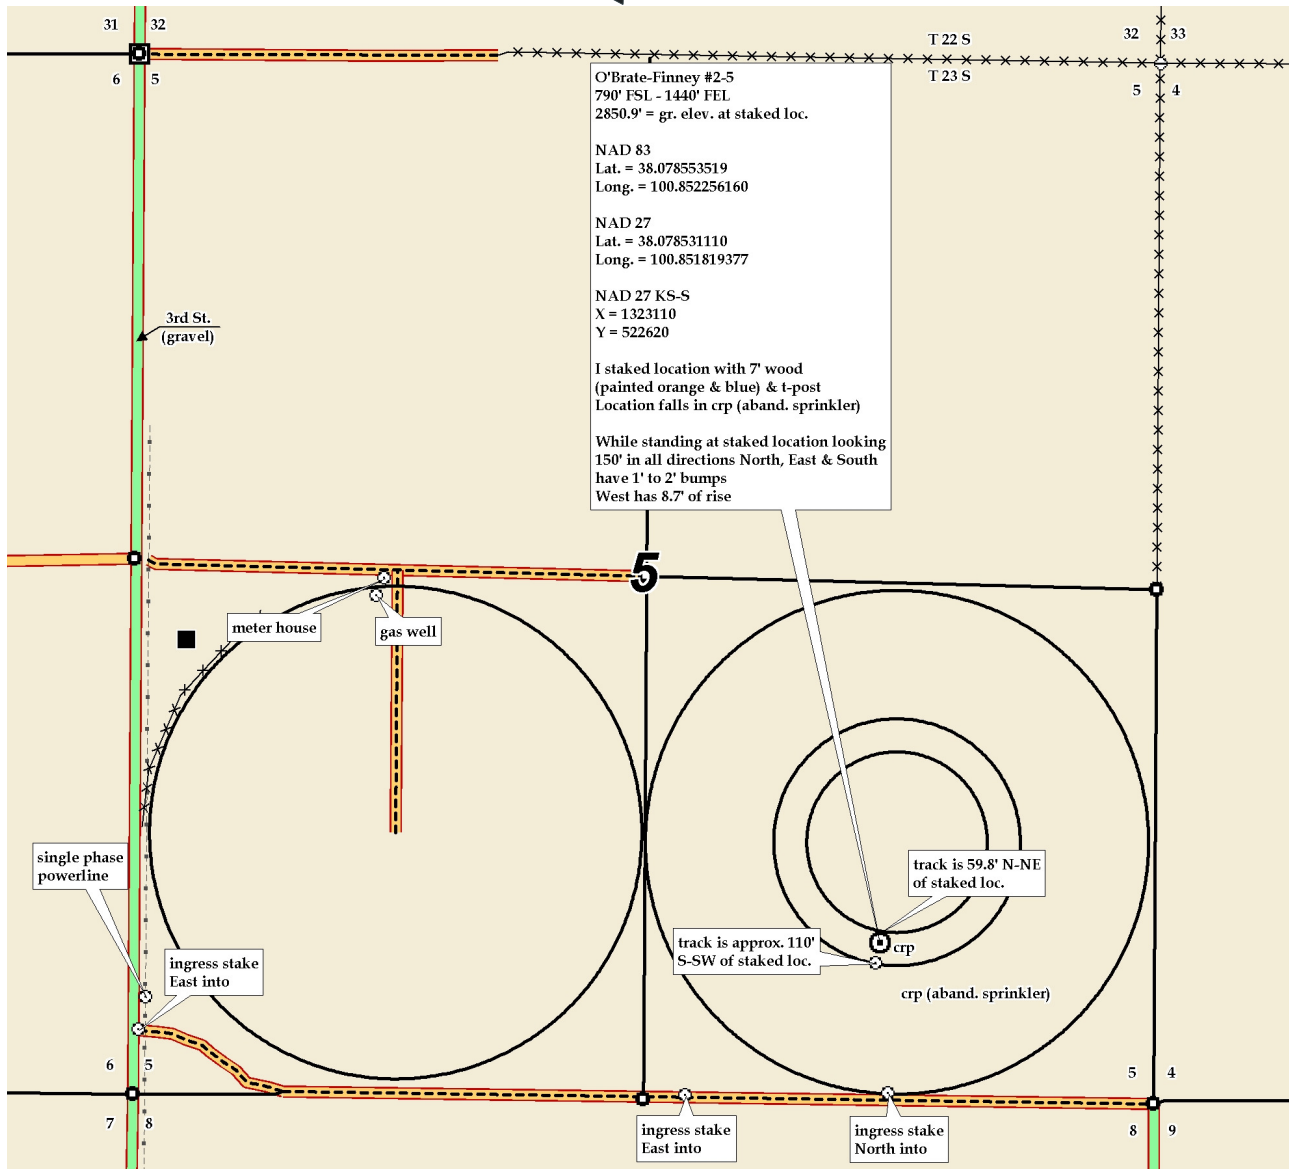 31 32
T 22 S
32 33
6 5
T 23 S
5 4
O'Brate-Finney #2-5
790' FSL - 1440' FEL
2850.9' = gr. elev. at staked loc.
NAD 83
Lat. = 38.078553519
Long. = 100.852256160
NAD 27
Lat. = 38.078531110
Long. = 100.851819377
NAD 27 KS-S
X = 1323110
Y = 522620
I staked location with 7' wood
(painted orange & blue) & t-post
Location falls in crp (aband. sprinkler)
While standing at staked location looking
150' in all directions North, East & South
have 1' to 2' bumps
West has 8.7' of rise
3rd St.
(gravel)
5
meter house
gas well
single phase
powerline
track is 59.8' N-NE
of staked loc.
track is approx. 110'
S-SW of staked loc.
crp
ingress stake
East into
crp (aband. sprinkler)
6 5
5 4
7 8
8 9
ingress stake
East into
ingress stake
North into